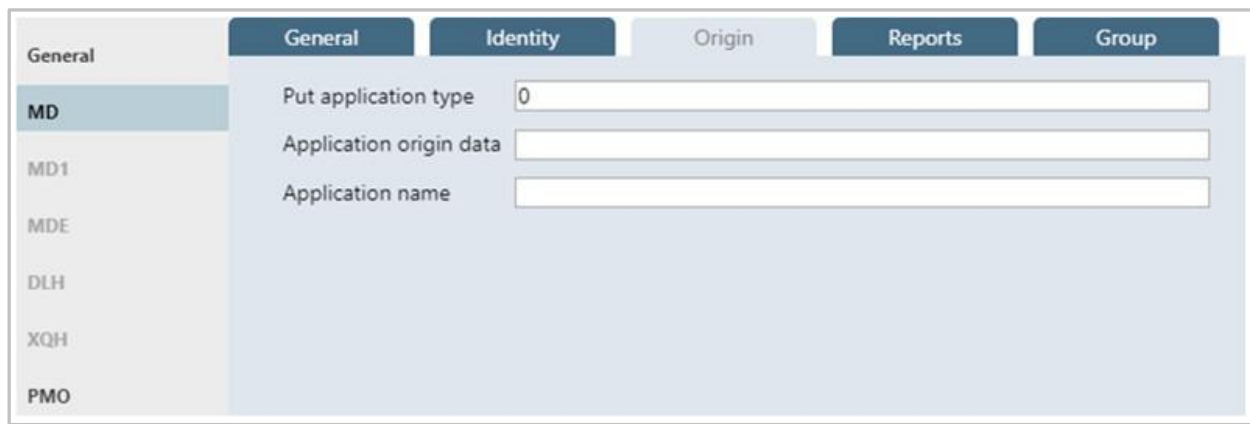 General
MD
MD1
MDE
DLH
XQH
PMO
General Identity Origin Reports Group
Put application type 0
Application origin data
Application name